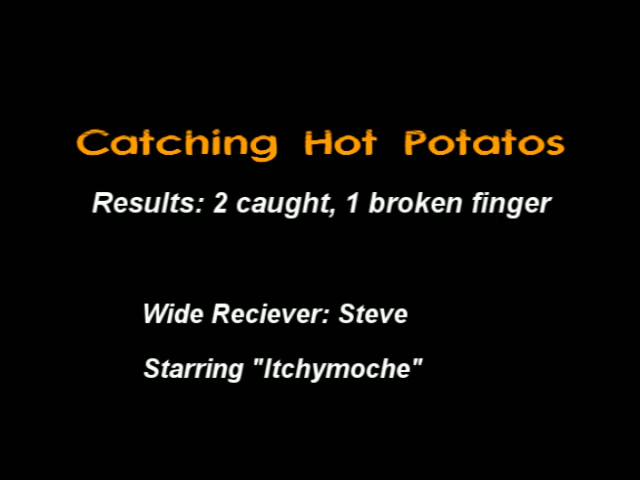 Catching Hot Potatos
Results: 2 caught, 1 broken finger
Wide Reciever: Steve
Starring "Itchymoche"